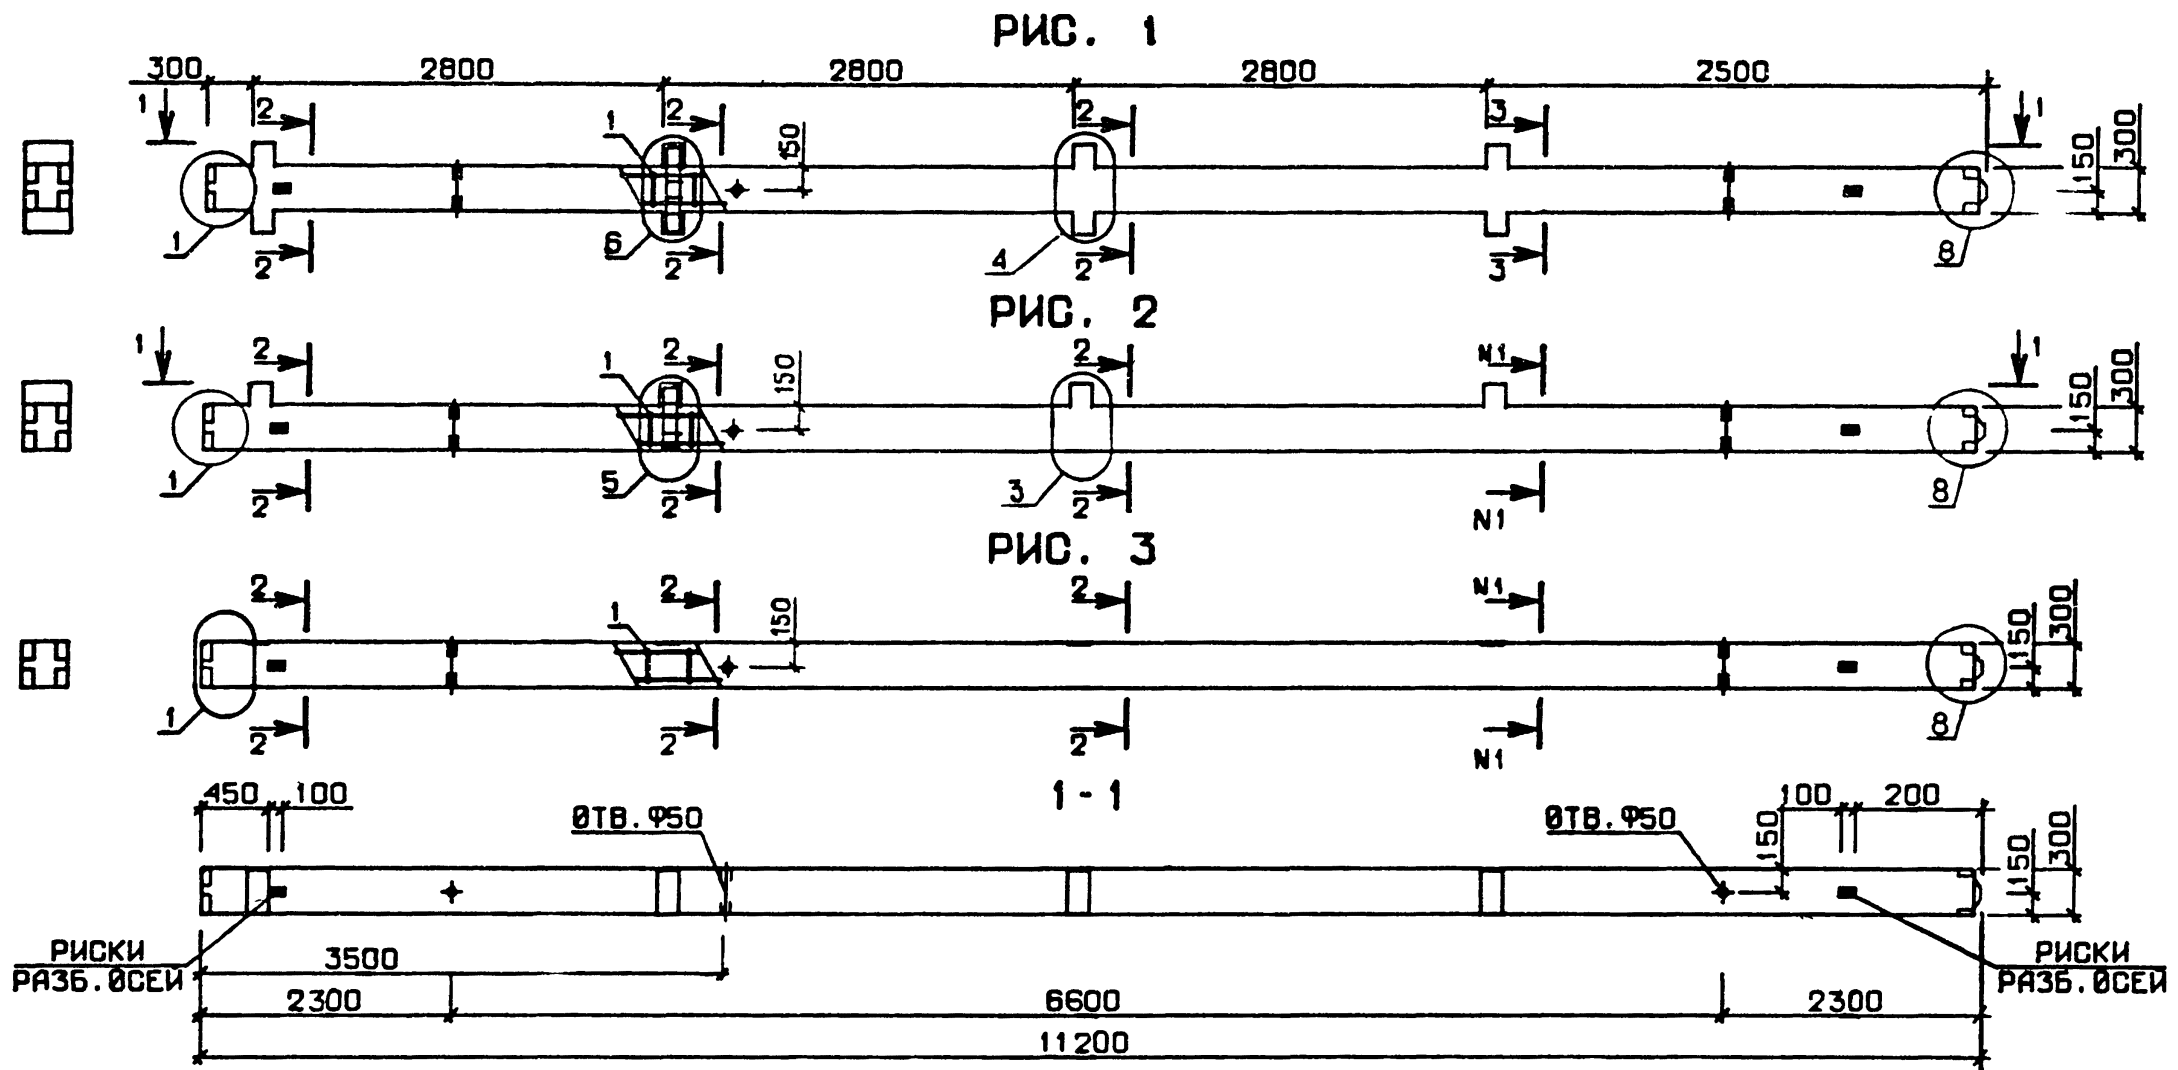 РИС. 1
300 2800 2800 2800 2500
1 2 2 1 150 2 3 1 150 300
1 2 6 2 4 2 3 8
РИС. 2
1 2 2 1 150 2 N1 1 150 300
1 2 5 2 3 2 N1 8
РИС. 3
2 2 1 150 2 N1 150 300
1 2 2 2 N1 8
1-1
450 100 100 200
ОТВ. Ф50 ОТВ. Ф50 150 150 300
РИСКИ РИСКИ
РАЗБ. ОСЕЙ РАЗБ. ОСЕЙ
3500
2300 6600 2300
11200